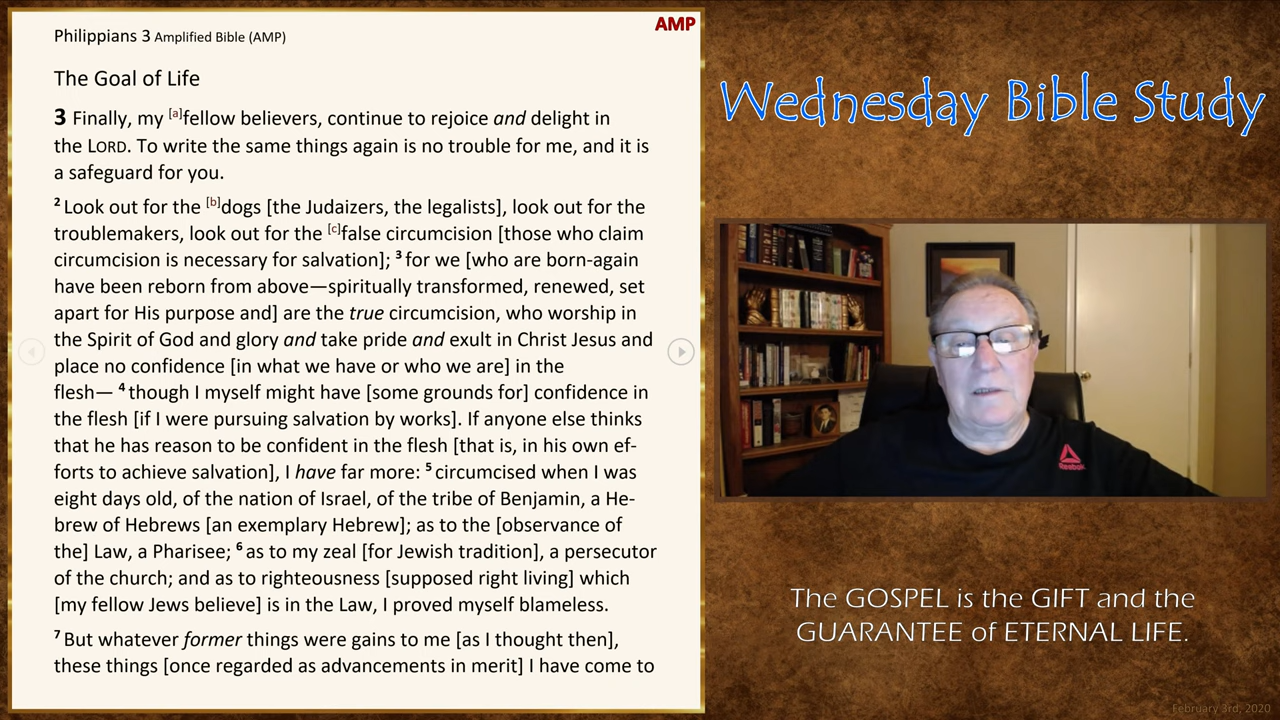 AMP
Philippians 3 Amplified Bible (AMP)
The Goal of Life
3 Finally, my [a]fellow believers, continue to rejoice and delight in
the LORD. To write the same things again is no trouble for me, and it is
a safeguard for you.
2 Look out for the [b]dogs [the Judaizers, the legalists], look out for the
troublemakers, look out for the [c]false circumcision [those who claim
circumcision is necessary for salvation]; 3 for we [who are born-again
have been reborn from above—spiritually transformed, renewed, set
apart for His purpose and] are the true circumcision, who worship in
the Spirit of God and glory and take pride and exult in Christ Jesus and
place no confidence [in what we have or who we are] in the
flesh— 4 though I myself might have [some grounds for] confidence in
the flesh [if I were pursuing salvation by works]. If anyone else thinks
that he has reason to be confident in the flesh [that is, in his own ef-
forts to achieve salvation], I have far more: 5 circumcised when I was
eight days old, of the nation of Israel, of the tribe of Benjamin, a He-
brew of Hebrews [an exemplary Hebrew]; as to the [observance of
the] Law, a Pharisee; 6 as to my zeal [for Jewish tradition], a persecutor
of the church; and as to righteousness [supposed right living] which
[my fellow Jews believe] is in the Law, I proved myself blameless.
7 But whatever former things were gains to me [as I thought then],
these things [once regarded as advancements in merit] I have come to
Wednesday Bible Study
Reebok
The GOSPEL is the GIFT and the
GUARANTEE of ETERNAL LIFE.
February 3rd, 2020